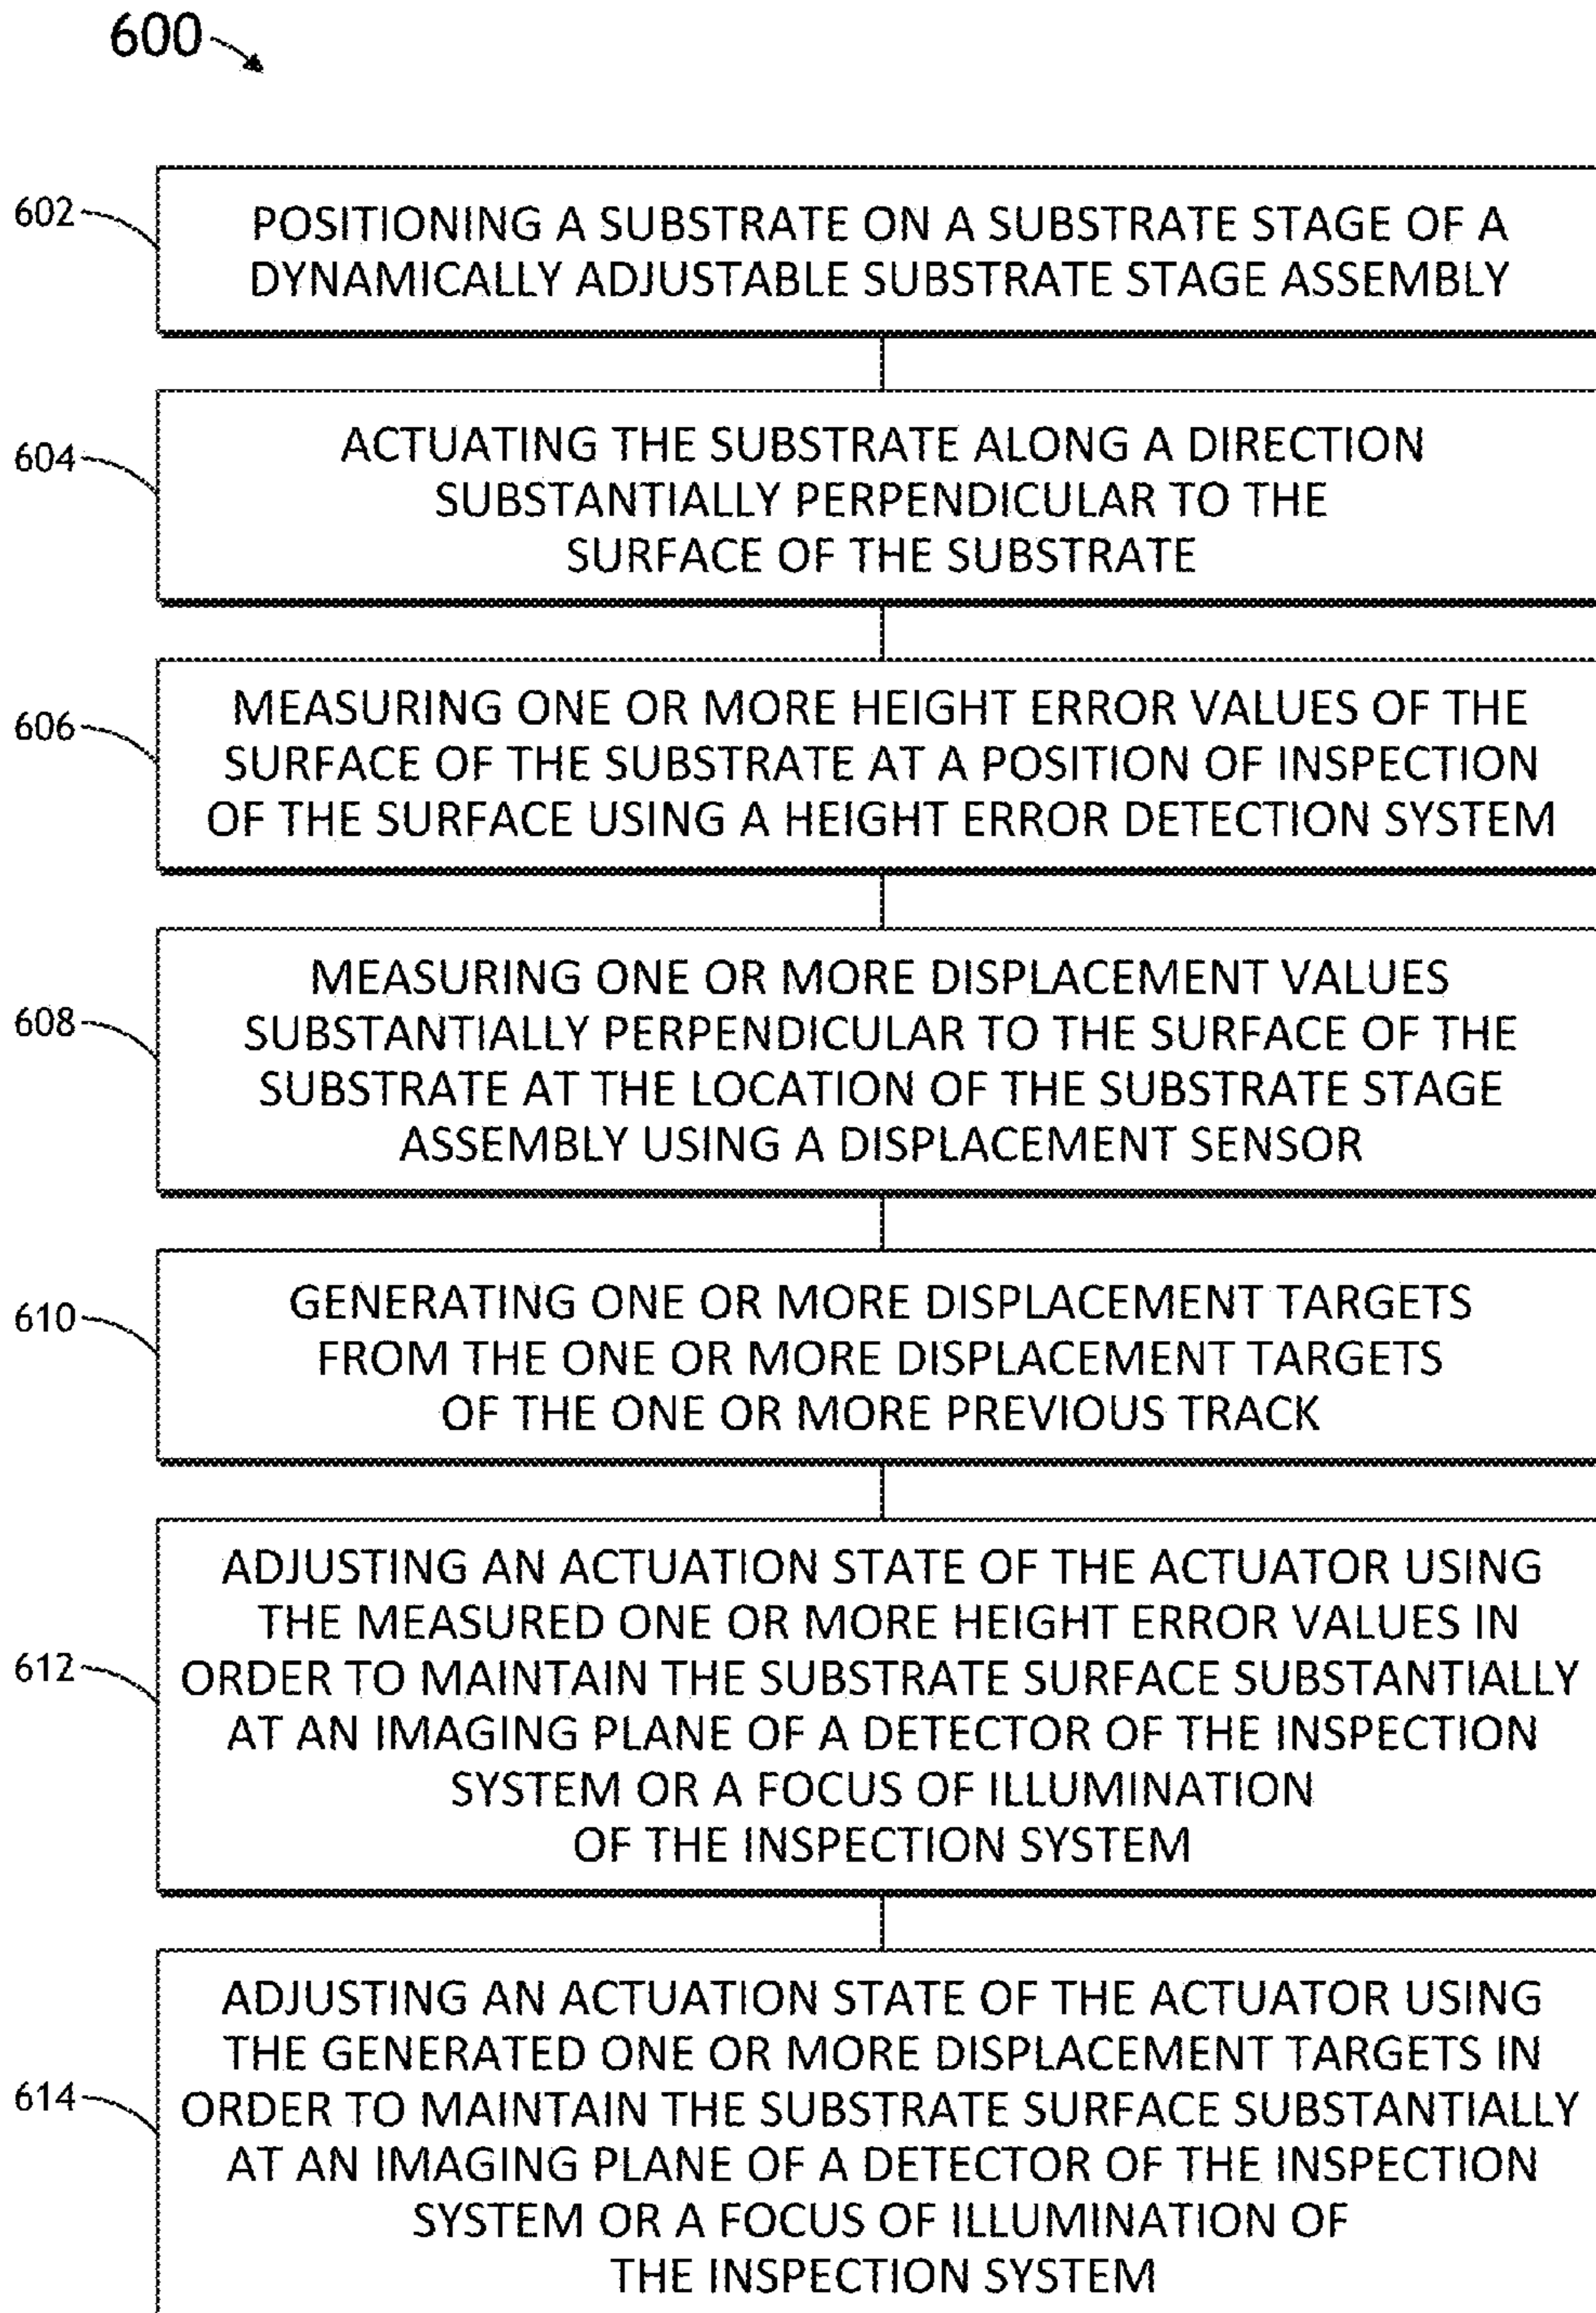 600
602
POSITIONING A SUBSTRATE ON A SUBSTRATE STAGE OF A
DYNAMICALLY ADJUSTABLE SUBSTRATE STAGE ASSEMBLY
604
ACTUATING THE SUBSTRATE ALONG A DIRECTION
SUBSTANTIALLY PERPENDICULAR TO THE
SURFACE OF THE SUBSTRATE
606
MEASURING ONE OR MORE HEIGHT ERROR VALUES OF THE
SURFACE OF THE SUBSTRATE AT A POSITION OF INSPECTION
OF THE SURFACE USING A HEIGHT ERROR DETECTION SYSTEM
608
MEASURING ONE OR MORE DISPLACEMENT VALUES
SUBSTANTIALLY PERPENDICULAR TO THE SURFACE OF THE
SUBSTRATE AT THE LOCATION OF THE SUBSTRATE STAGE
ASSEMBLY USING A DISPLACEMENT SENSOR
610
GENERATING ONE OR MORE DISPLACEMENT TARGETS
FROM THE ONE OR MORE DISPLACEMENT TARGETS
OF THE ONE OR MORE PREVIOUS TRACK
612
ADJUSTING AN ACTUATION STATE OF THE ACTUATOR USING
THE MEASURED ONE OR MORE HEIGHT ERROR VALUES IN
ORDER TO MAINTAIN THE SUBSTRATE SURFACE SUBSTANTIALLY
AT AN IMAGING PLANE OF A DETECTOR OF THE INSPECTION
SYSTEM OR A FOCUS OF ILLUMINATION
OF THE INSPECTION SYSTEM
614
ADJUSTING AN ACTUATION STATE OF THE ACTUATOR USING
THE GENERATED ONE OR MORE DISPLACEMENT TARGETS IN
ORDER TO MAINTAIN THE SUBSTRATE SURFACE SUBSTANTIALLY
AT AN IMAGING PLANE OF A DETECTOR OF THE INSPECTION
SYSTEM OR A FOCUS OF ILLUMINATION OF
THE INSPECTION SYSTEM